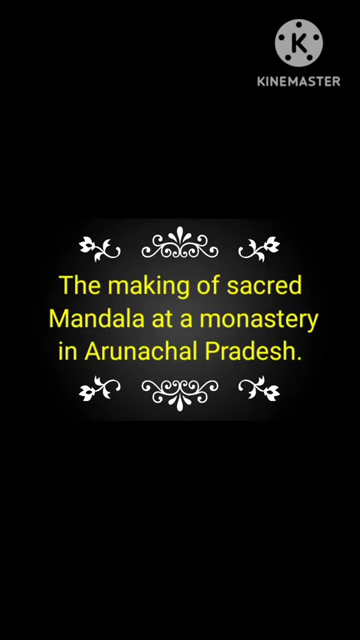 KINEMASTER
The making of sacred
Mandala at a monastery
in Arunachal Pradesh.